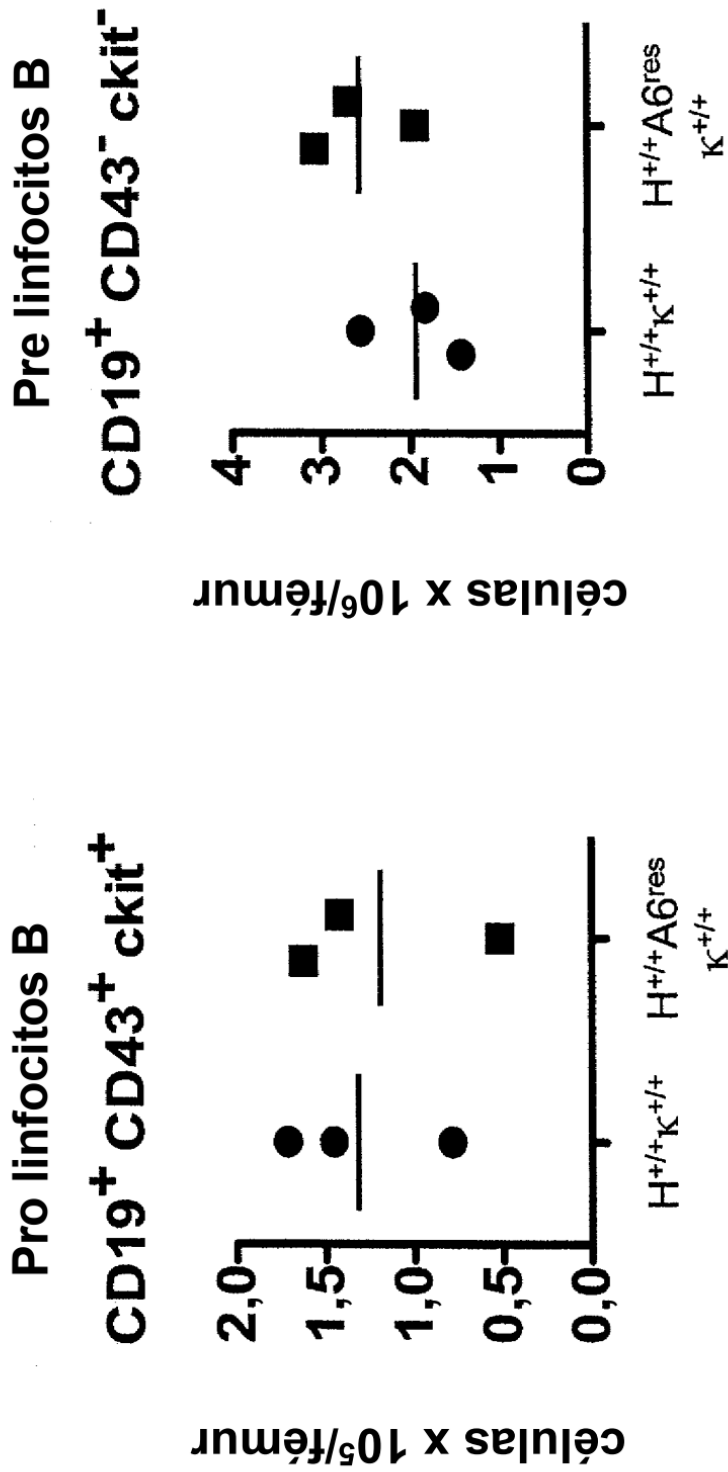 Pro linfocitos B
CD19⁺ CD43⁺ ckit⁺
células x 10⁵/fémur
2,0
1,5
1,0
0,5
0,0
H⁺/⁺κ⁺/⁺
H⁺/⁺A6ʳᵉˢ
κ⁺/⁺
Pre linfocitos B
CD19⁺ CD43⁻ ckit⁻
células x 10⁶/fémur
4
3
2
1
0
H⁺/⁺κ⁺/⁺
H⁺/⁺A6ʳᵉˢ
κ⁺/⁺